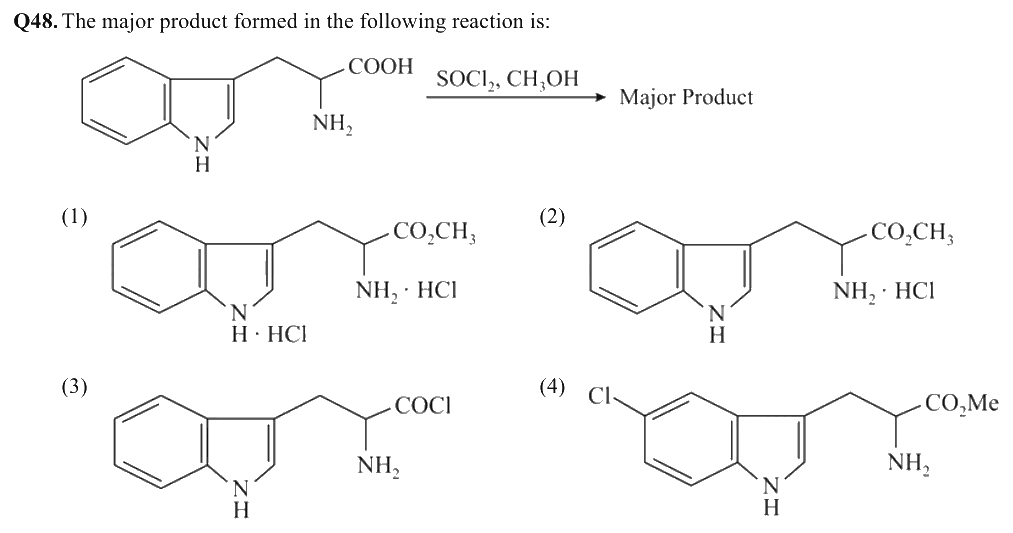 Q48. The major product formed in the following reaction is:
COOH
SOCl₂, CH₃OH
Major Product
NH₂
N
H
(1)
CO₂CH₃
NH₂ · HCl
N
H · HCl
(2)
CO₂CH₃
NH₂ · HCl
N
H
(3)
COCl
NH₂
N
H
(4)
Cl
CO₂Me
NH₂
N
H